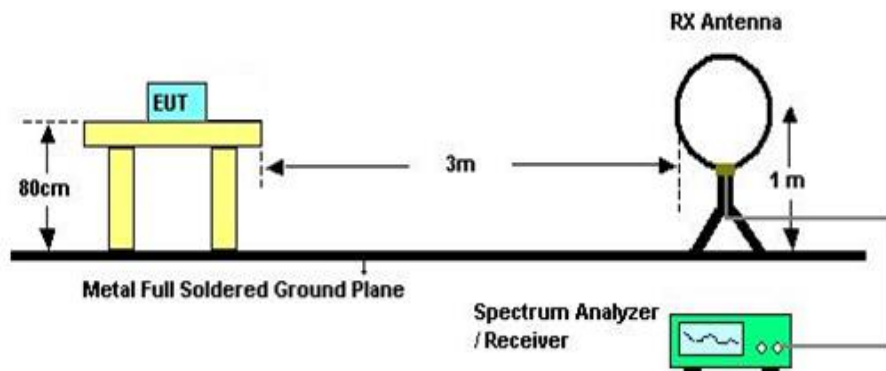 RX Antenna
EUT
3m
80cm
1 m
Metal Full Soldered Ground Plane
Spectrum Analyzer
/ Receiver